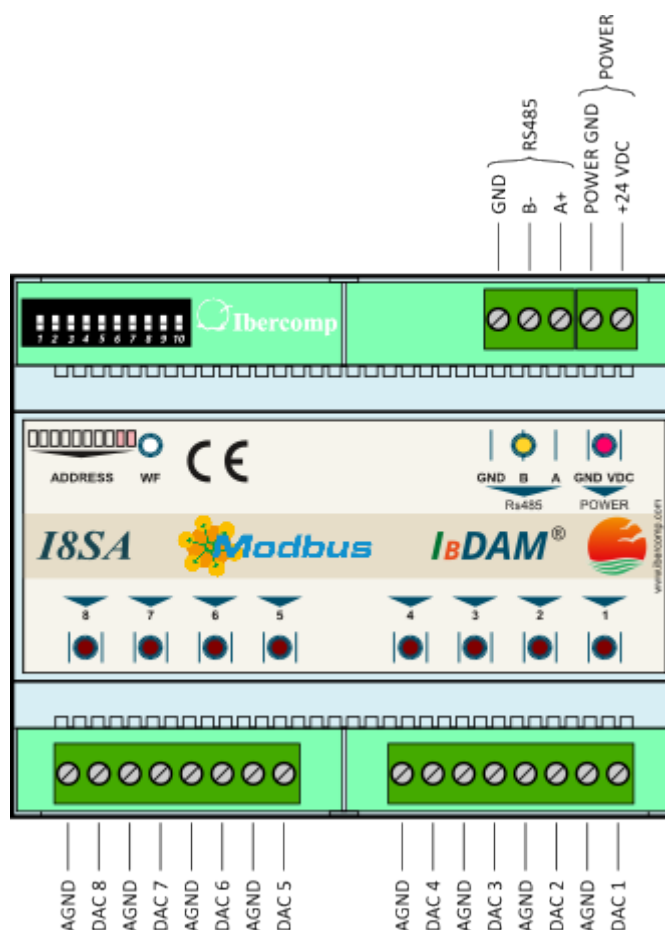 POWER
RS485
GND
B-
A+
POWER GND
+24 VDC
1 2 3 4 5 6 7 8 9 10
Ibercomp
ADDRESS
WF
CE
GND B A
GND VDC
Rs485
POWER
I8SA
Modbus
IBDAM®
www.ibercomp.com
8 7 6 5 4 3 2 1
AGND
DAC 8
AGND
DAC 7
AGND
DAC 6
AGND
DAC 5
AGND
DAC 4
AGND
DAC 3
AGND
DAC 2
AGND
DAC 1